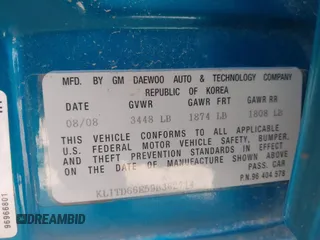 MFD. BY GM DAEWOO AUTO & TECHNOLOGY COMPANY
REPUBLIC OF KOREA
DATE GVWR GAWR FRT GAWR RR
08/08 3448 LB 1874 LB 1808 LB
THIS VEHICLE CONFORMS TO ALL APPLICABLE
U.S. FEDERAL MOTOR VEHICLE SAFETY, BUMPER,
AND THEFT PREVENTION STANDARDS IN EFFECT
ON THE DATE OF MANUFACTURE SHOWN ABOVE
PASS. CAR
P.N. 96 404 578
96966801
DREAMBID